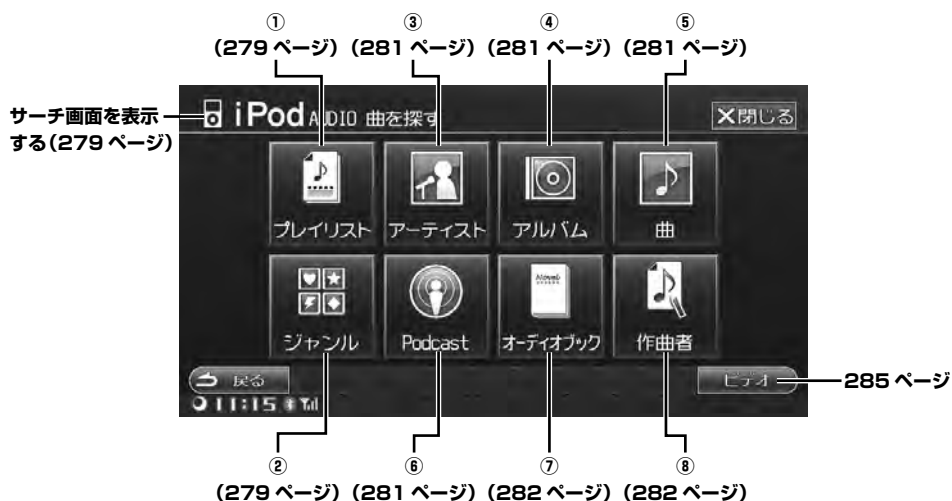 ① ③ ④ ⑤
(279 ページ) (281 ページ) (281 ページ) (281 ページ)
サーチ画面を表示
する(279 ページ)
iPod AUDIO 曲を探す
×閉じる
プレイリスト アーティスト アルバム 曲
Novel
ジャンル Podcast オーディオブック 作曲者
戻る
ビデオ
285 ページ
11:15
② ⑥ ⑦ ⑧
(279 ページ) (281 ページ) (282 ページ) (282 ページ)